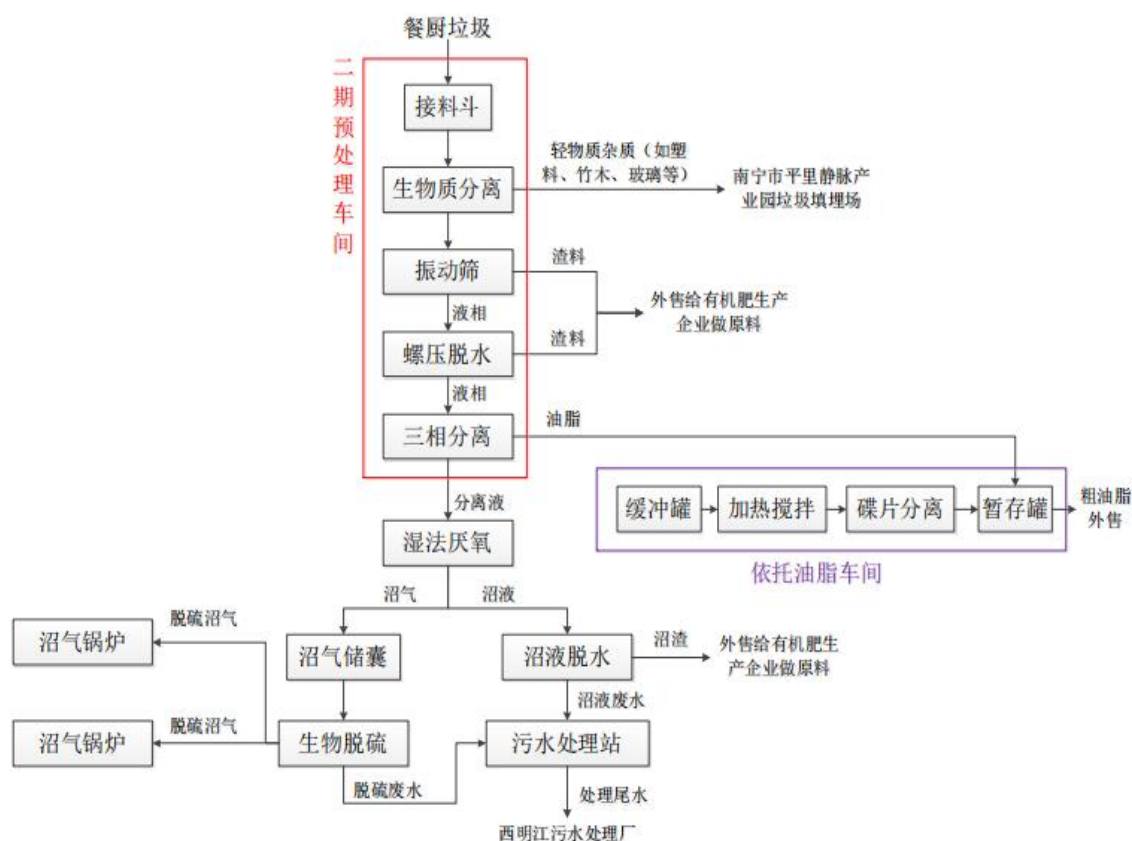 餐厨垃圾
二期预处理车间
接料斗
轻物质杂质（如塑
料、竹木、玻璃等）
生物质分离
南宁市平里静脉产
业园垃圾填埋场
振动筛
渣料
外售给有机肥生产
企业做原料
液相
螺压脱水
渣料
液相
三相分离
油脂
分离液
缓冲罐
加热搅拌
碟片分离
暂存罐
粗油脂
外售
依托油脂车间
湿法厌氧
沼气
沼液
沼气锅炉
脱硫沼气
沼气储囊
沼液脱水
沼渣
外售给有机肥生
产企业做原料
沼液废水
沼气锅炉
脱硫沼气
生物脱硫
污水处理站
脱硫废水
处理尾水
西明江污水处理厂